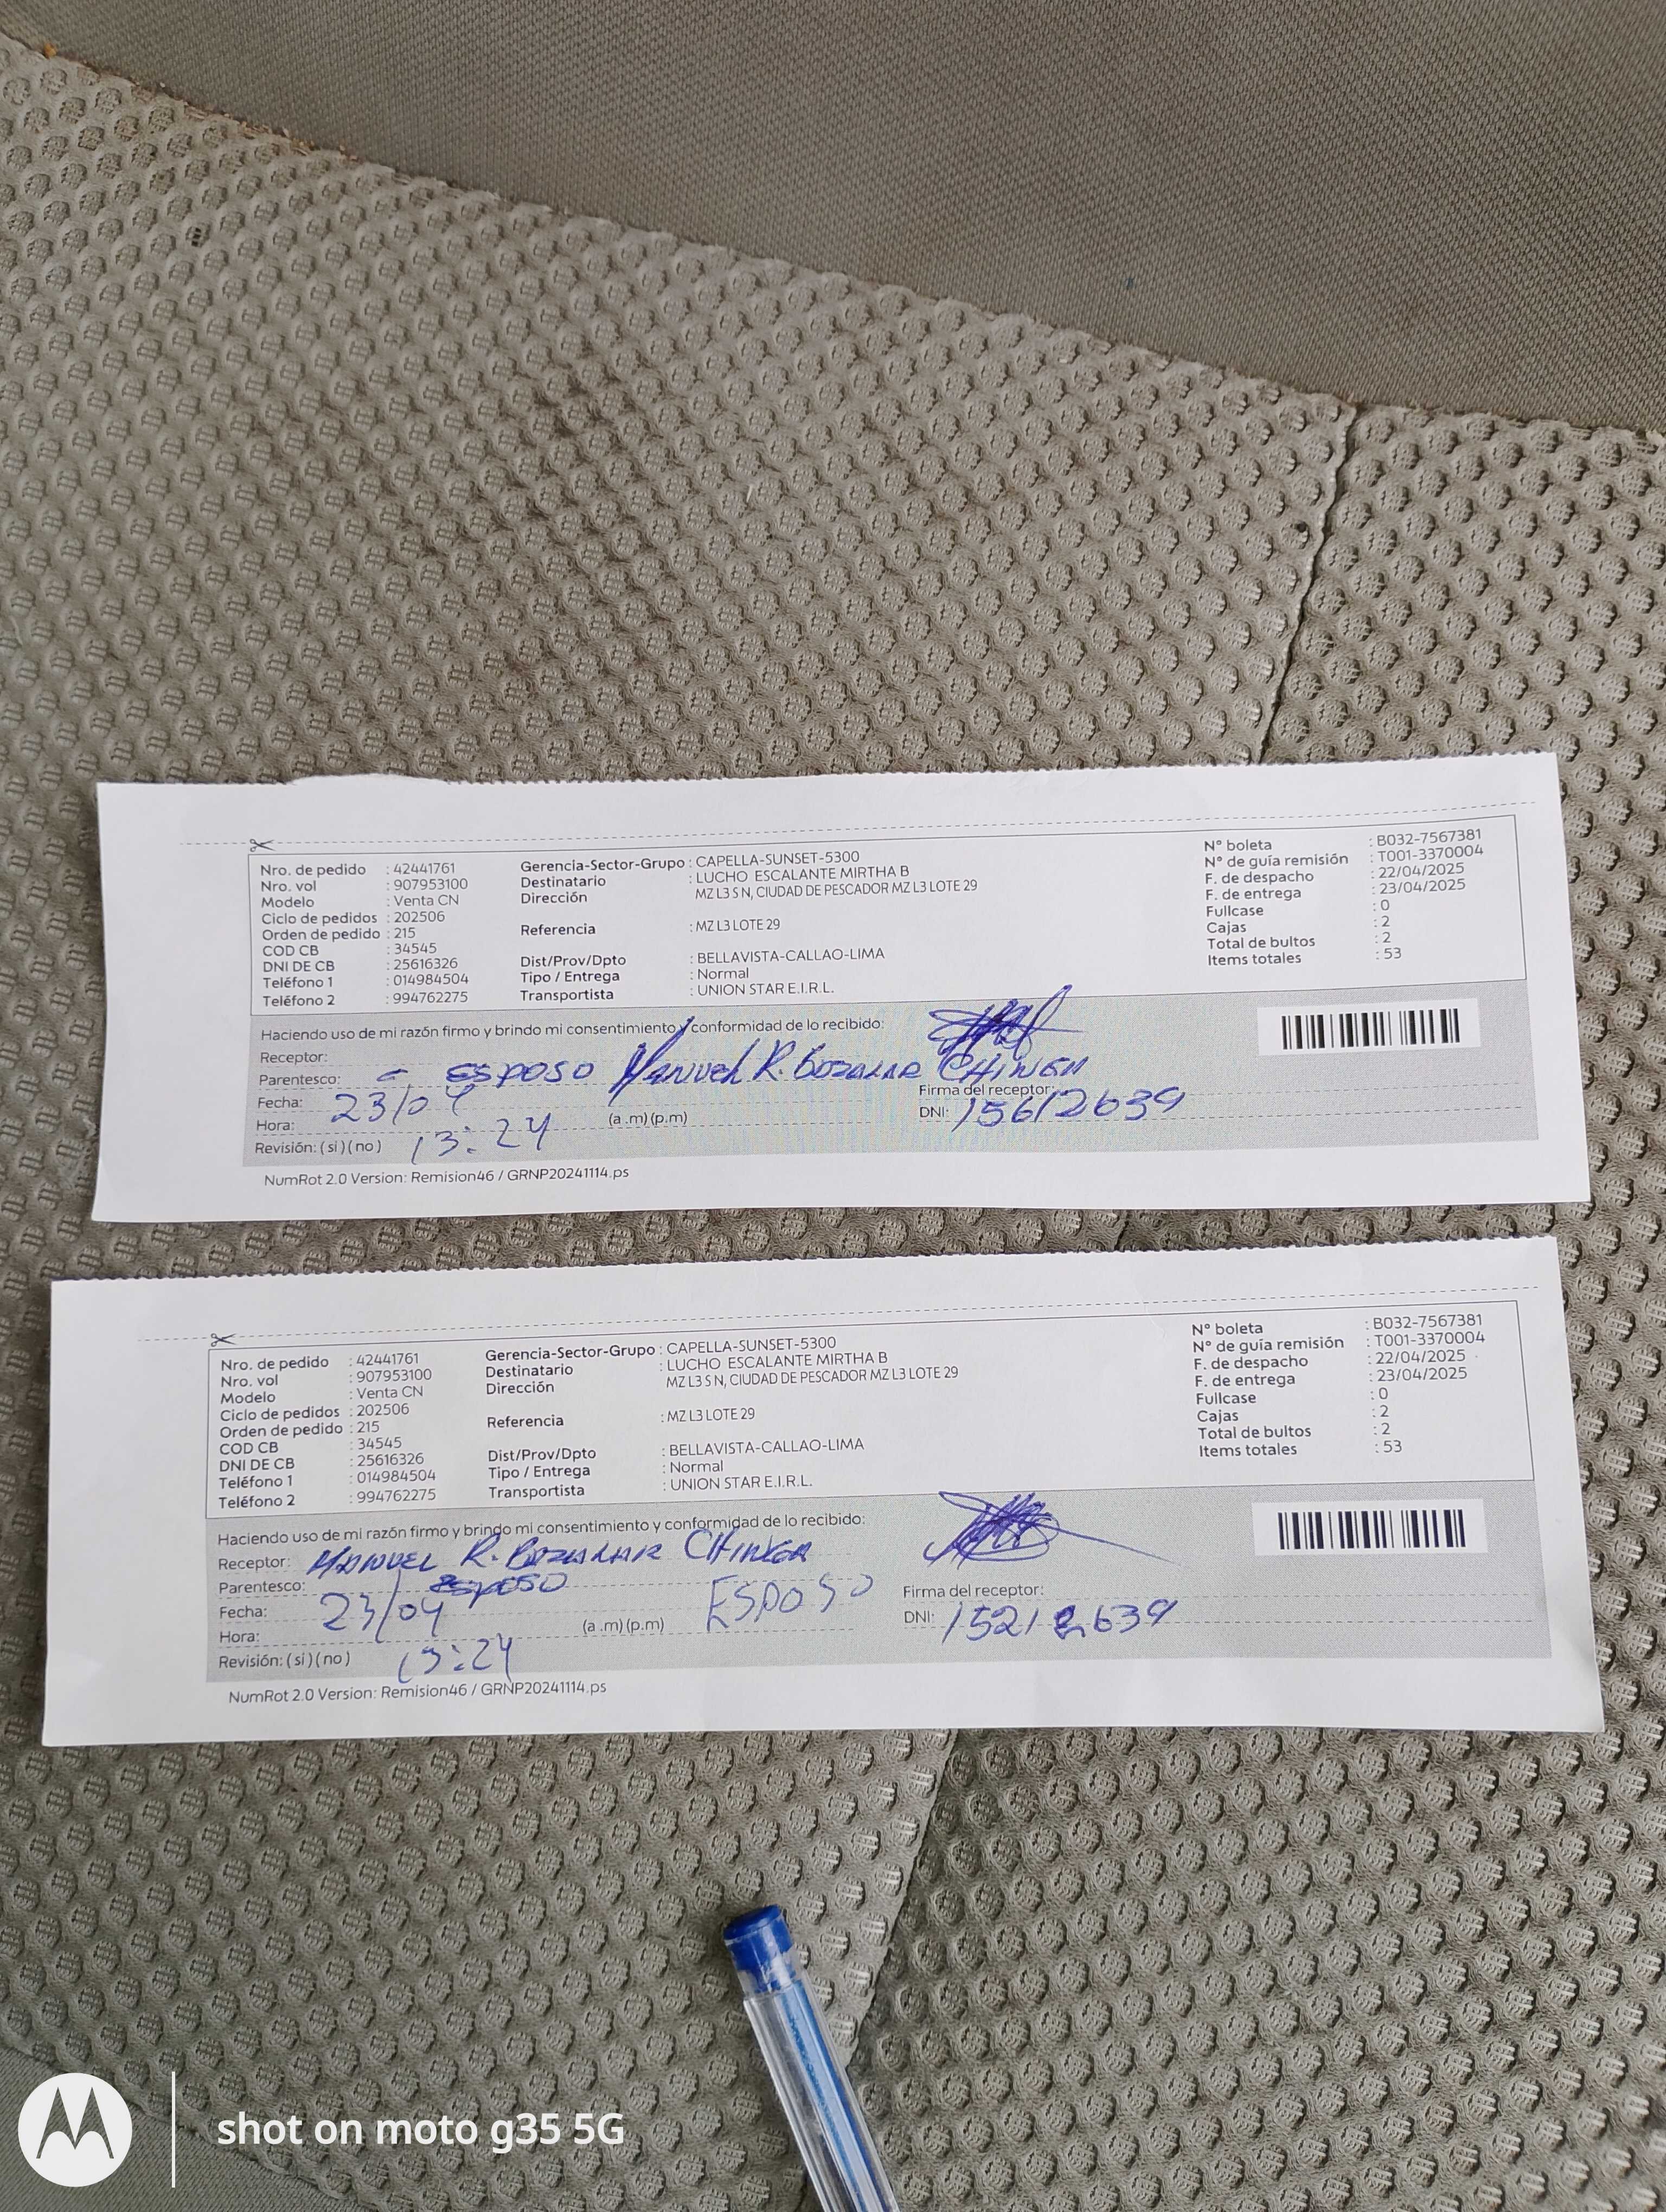 Nro. de pedido : 42441761
Nro. vol : 907953100
Modelo : Venta CN
Ciclo de pedidos : 202506
Orden de pedido : 215
COD CB : 34545
DNI DE CB : 25616326
Teléfono 1 : 014984504
Teléfono 2 : 994762275
Gerencia-Sector-Grupo : CAPELLA-SUNSET-5300
Destinatario : LUCHO ESCALANTE MIRTHA B
Dirección MZ L3 S N, CIUDAD DE PESCADOR MZ L3 LOTE 29
Referencia : MZ L3 LOTE 29
Dist/Prov/Dpto : BELLAVISTA-CALLAO-LIMA
Tipo / Entrega : Normal
Transportista : UNION STAR E.I.R.L.
N° boleta : B032-7567381
N° de guía remisión : T001-3370004
F. de despacho : 22/04/2025
F. de entrega : 23/04/2025
Fullcase : 0
Cajas : 2
Total de bultos : 2
Items totales : 53
Haciendo uso de mi razón firmo y brindo mi consentimiento y conformidad de lo recibido:
Receptor:
Parentesco: - ESPOSO MANUEL R. CHINGA
Firma del receptor:
Fecha: 23/04
DNI: 15612639
Hora: 13:24 (a.m)(p.m)
Revisión: (si)(no)
NumRot 2.0 Version: Remision46 / GRNP20241114.ps
Nro. de pedido : 42441761
Nro. vol : 907953100
Modelo : Venta CN
Ciclo de pedidos : 202506
Orden de pedido : 215
COD CB : 34545
DNI DE CB : 25616326
Teléfono 1 : 014984504
Teléfono 2 : 994762275
Gerencia-Sector-Grupo : CAPELLA-SUNSET-5300
Destinatario : LUCHO ESCALANTE MIRTHA B
Dirección MZ L3 S N, CIUDAD DE PESCADOR MZ L3 LOTE 29
Referencia : MZ L3 LOTE 29
Dist/Prov/Dpto : BELLAVISTA-CALLAO-LIMA
Tipo / Entrega : Normal
Transportista : UNION STAR E.I.R.L.
N° boleta : B032-7567381
N° de guía remisión : T001-3370004
F. de despacho : 22/04/2025
F. de entrega : 23/04/2025
Fullcase : 0
Cajas : 2
Total de bultos : 2
Items totales : 53
Haciendo uso de mi razón firmo y brindo mi consentimiento y conformidad de lo recibido:
Receptor: MANUEL R. CHINGA
Parentesco: ESPOSO ESPOSO
Firma del receptor:
Fecha: 23/04
DNI:
Hora: 13:24 (a.m)(p.m)
Revisión: (si)(no)
NumRot 2.0 Version: Remision46 / GRNP20241114.ps
shot on moto g35 5G